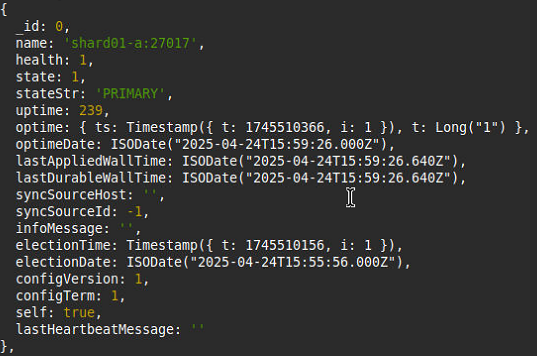 {
  _id: 0,
  name: 'shard01-a:27017',
  health: 1,
  state: 1,
  stateStr: 'PRIMARY',
  uptime: 239,
  optime: { ts: Timestamp({ t: 1745510366, i: 1 }), t: Long("1") },
  optimeDate: ISODate("2025-04-24T15:59:26.000Z"),
  lastAppliedWallTime: ISODate("2025-04-24T15:59:26.640Z"),
  lastDurableWallTime: ISODate("2025-04-24T15:59:26.640Z"),
  syncSourceHost: '',
  syncSourceId: -1,
  infoMessage: '',
  electionTime: Timestamp({ t: 1745510156, i: 1 }),
  electionDate: ISODate("2025-04-24T15:55:56.000Z"),
  configVersion: 1,
  configTerm: 1,
  self: true,
  lastHeartbeatMessage: ''
},